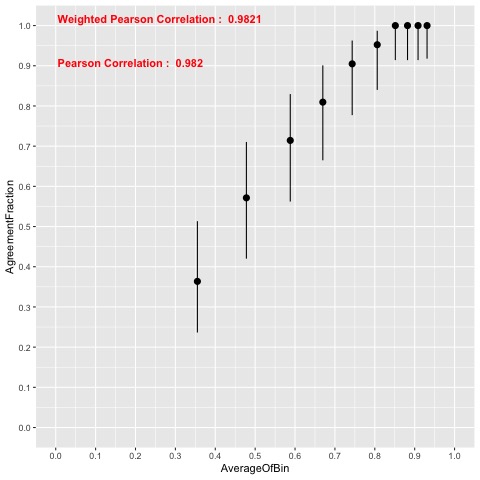 Weighted Pearson Correlation :  0.9821
Pearson Correlation :  0.982
AgreementFraction
1.0
0.9
0.8
0.7
0.6
0.5
0.4
0.3
0.2
0.1
0.0
0.0 0.1 0.2 0.3 0.4 0.5 0.6 0.7 0.8 0.9 1.0
AverageOfBin